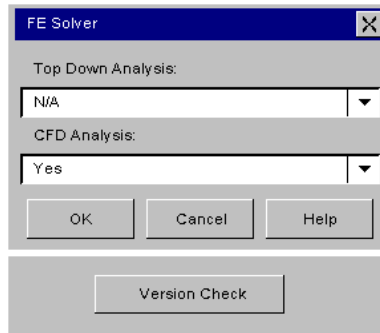 FE Solver
Top Down Analysis:
N/A
CFD Analysis:
Yes
OK Cancel Help
Version Check